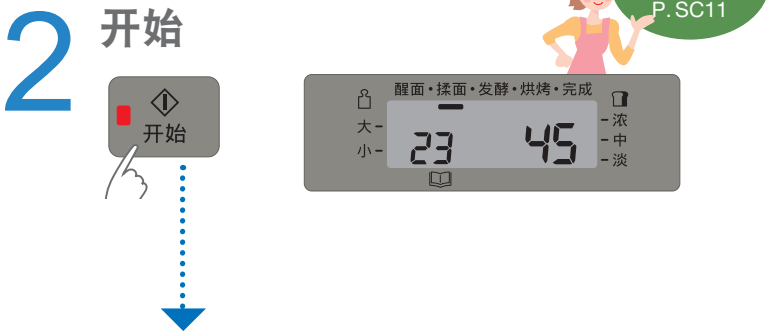 P. SC11
2 开始
开始
醒面・揉面・发酵・烘烤・完成
大-
小-
23 45
-浓
-中
-淡